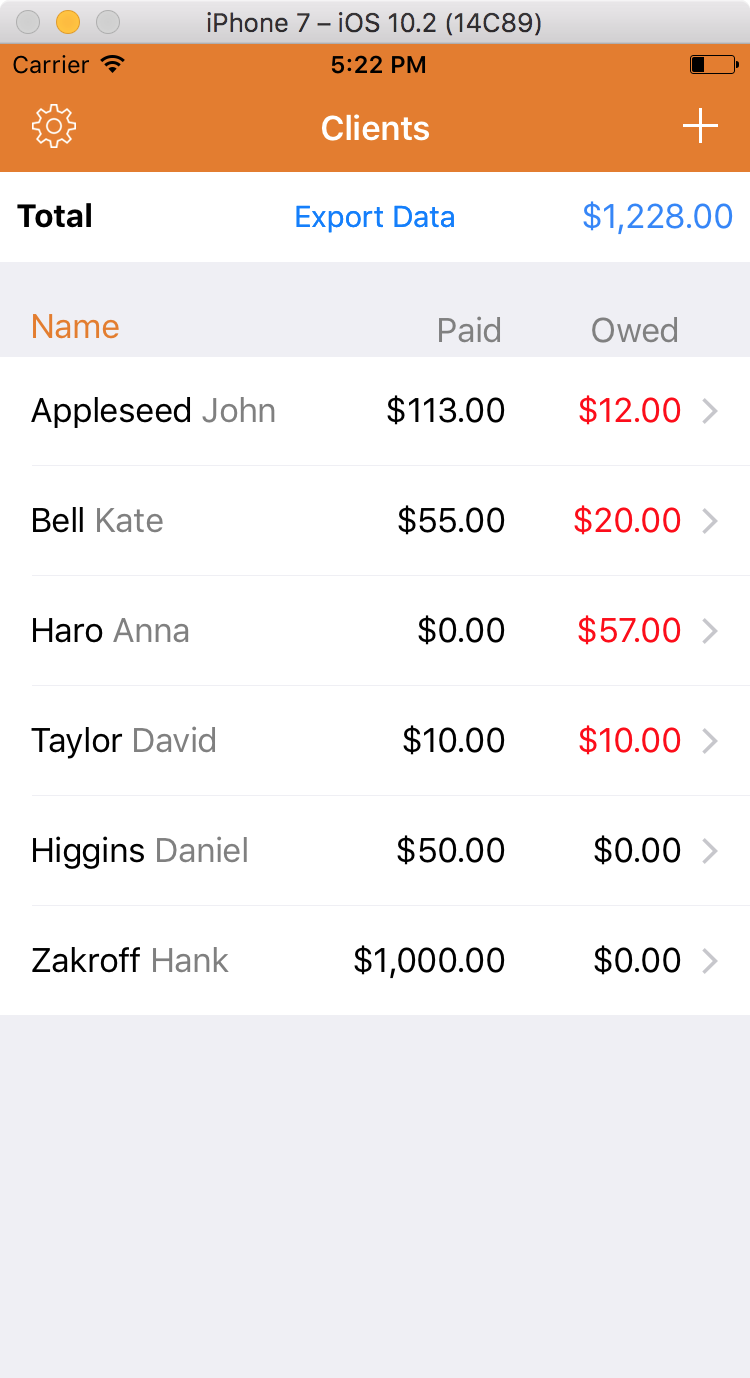 iPhone 7 – iOS 10.2 (14C89)
Carrier 5:22 PM
Clients
Total Export Data $1,228.00
Name Paid Owed
Appleseed John $113.00 $12.00
Bell Kate $55.00 $20.00
Haro Anna $0.00 $57.00
Taylor David $10.00 $10.00
Higgins Daniel $50.00 $0.00
Zakroff Hank $1,000.00 $0.00